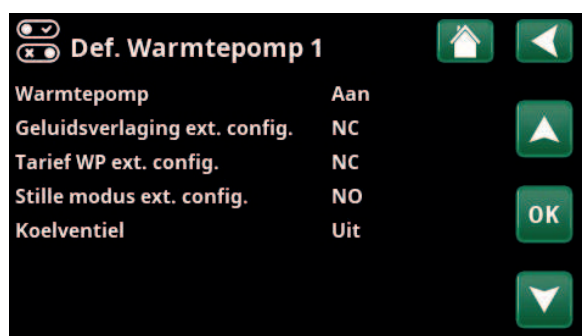 Def. Warmtepomp 1
Warmtepomp Aan
Geluidsverlaging ext. config. NC
Tarief WP ext. config. NC
Stille modus ext. config. NO
Koelventiel Uit
OK